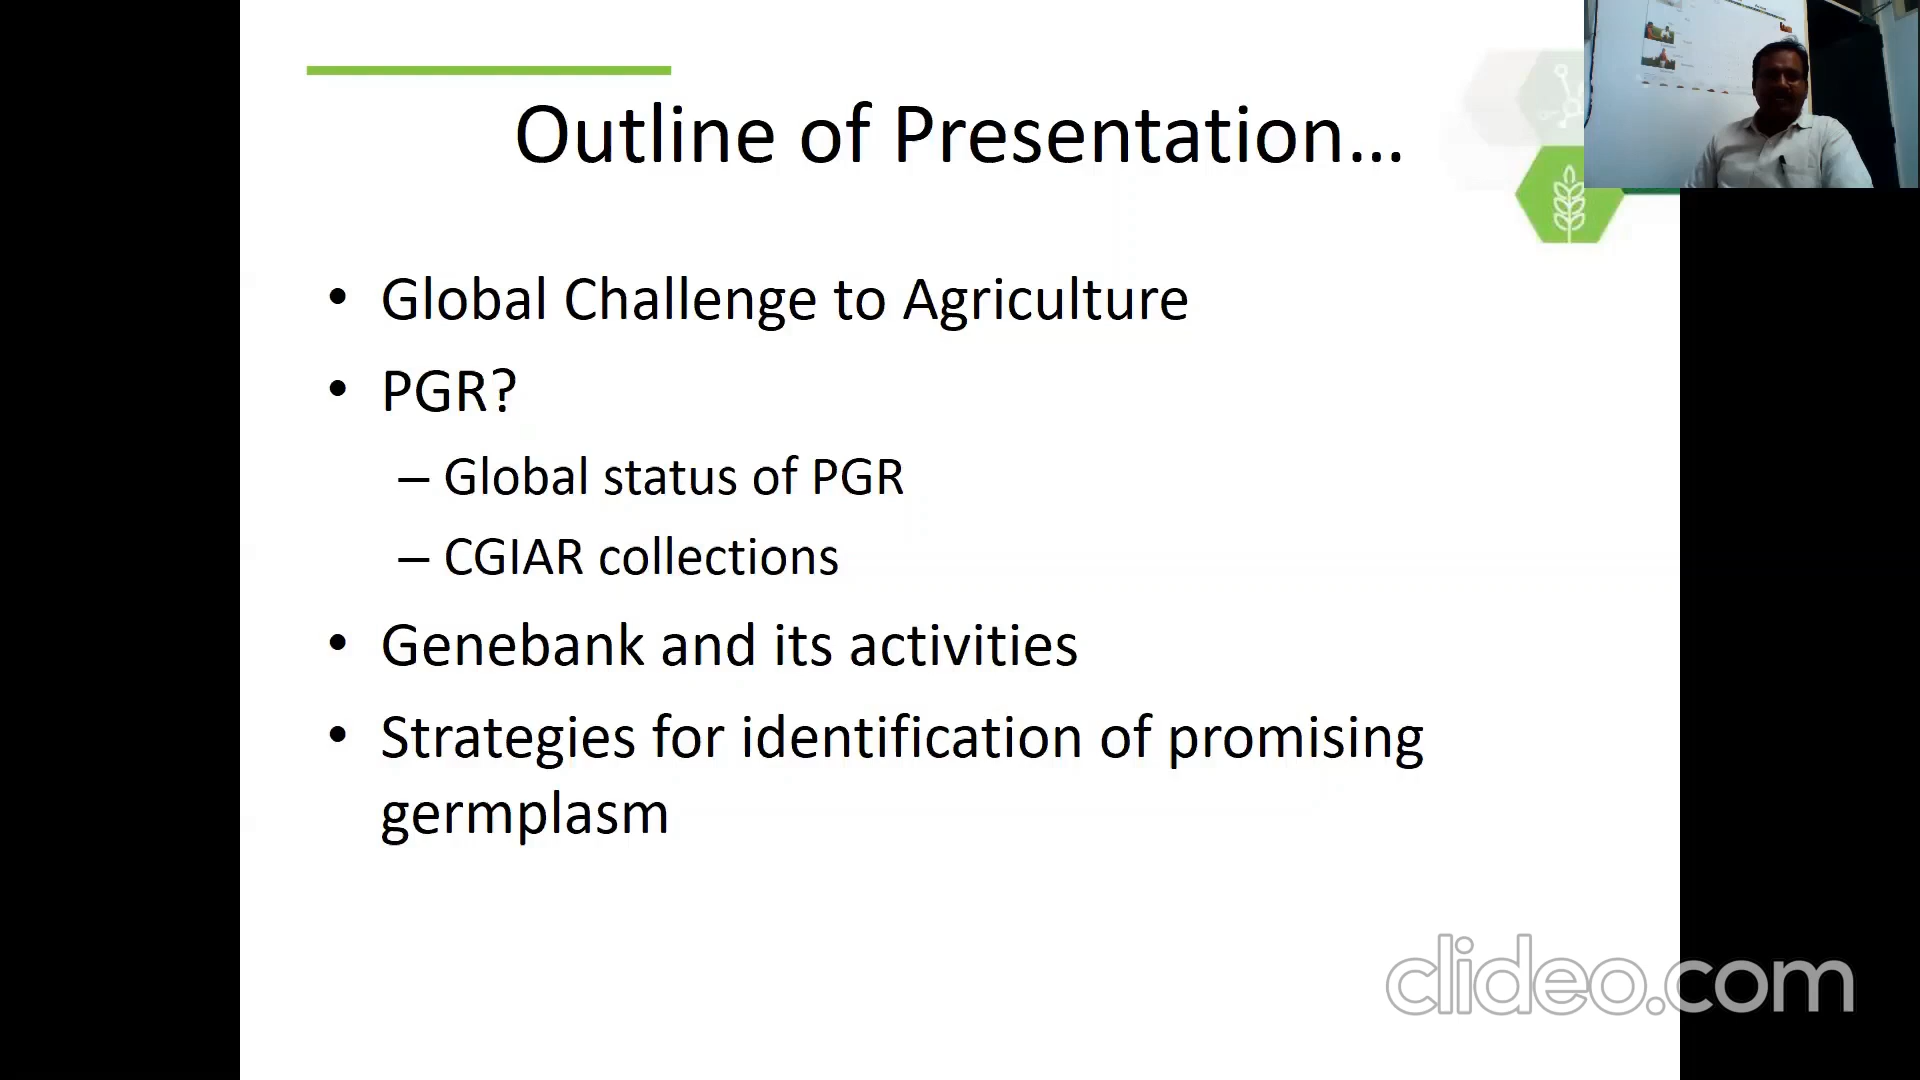 Outline of Presentation…
• Global Challenge to Agriculture
• PGR?
– Global status of PGR
– CGIAR collections
• Genebank and its activities
• Strategies for identification of promising
germplasm
clideo.com